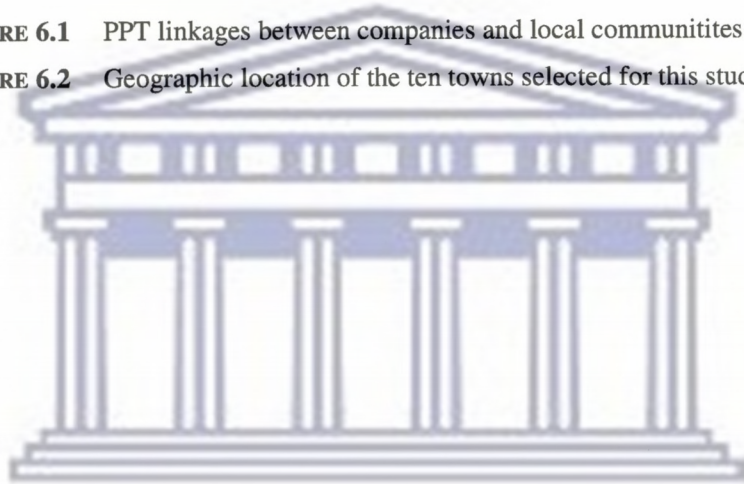 RE 6.1 PPT linkages between companies and local communitites
RE 6.2 Geographic location of the ten towns selected for this stud